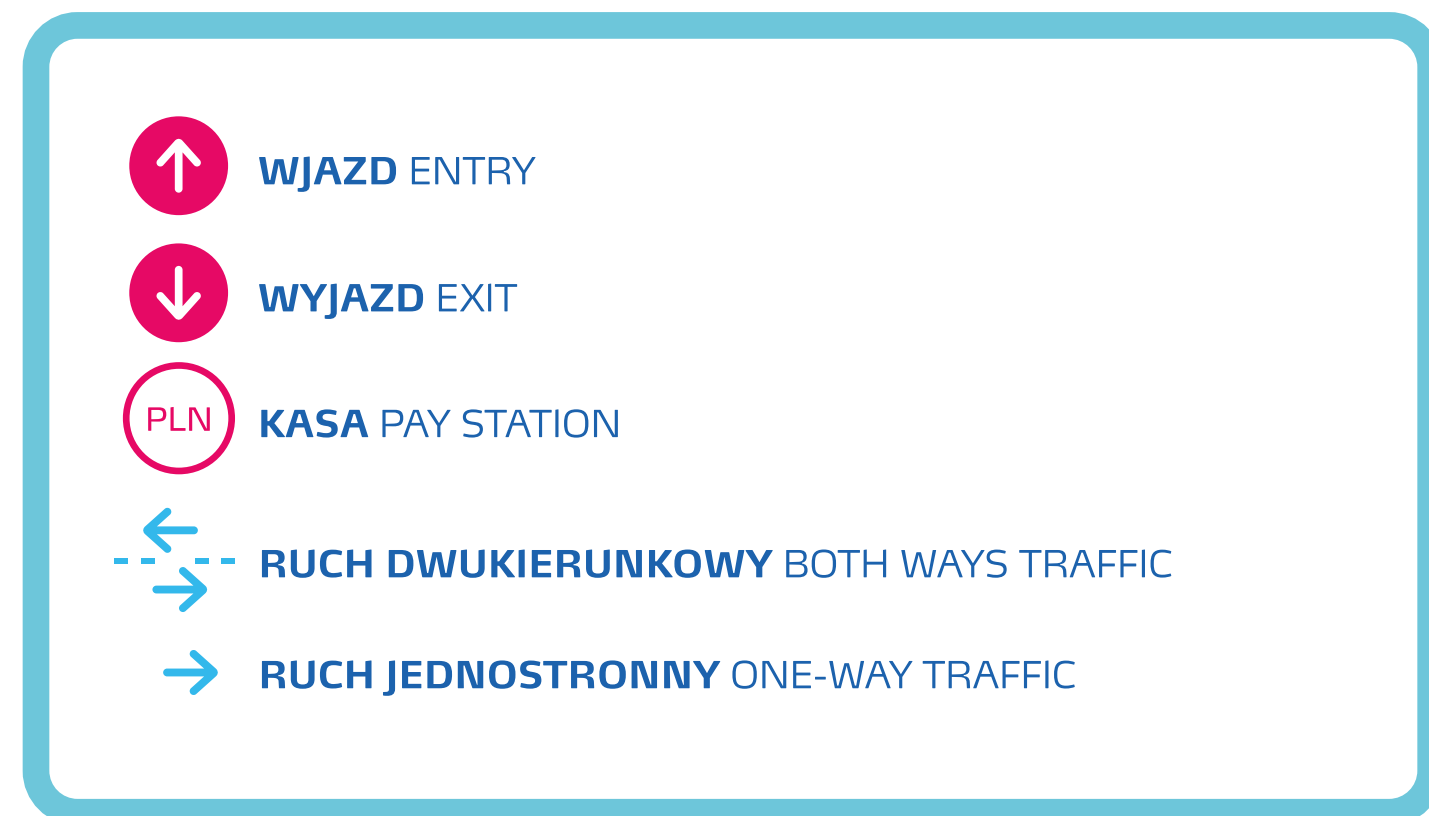 WJAZD ENTRY
WYJAZD EXIT
PLN KASA PAY STATION
RUCH DWUKIERUNKOWY BOTH WAYS TRAFFIC
RUCH JEDNOSTRONNY ONE-WAY TRAFFIC